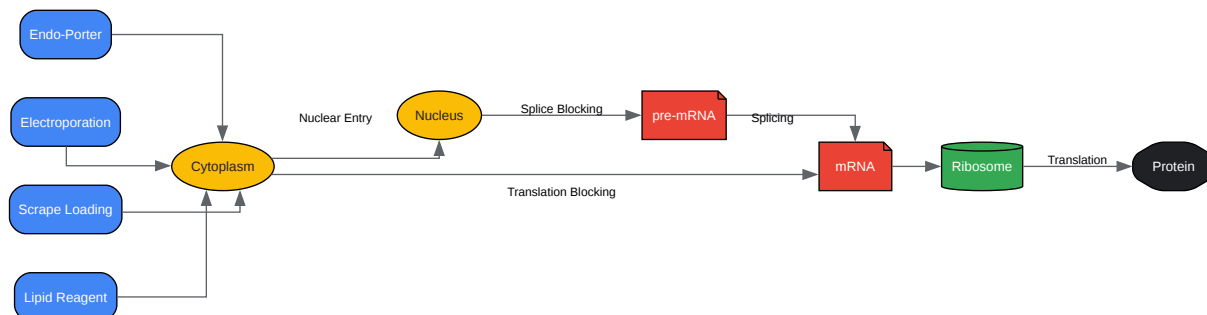 Endo-Porter
Electroporation
Scrape Loading
Lipid Reagent
Cytoplasm
Nuclear Entry
Nucleus
Splice Blocking
pre-mRNA
Splicing
Translation Blocking
mRNA
Ribosome
Translation
Protein